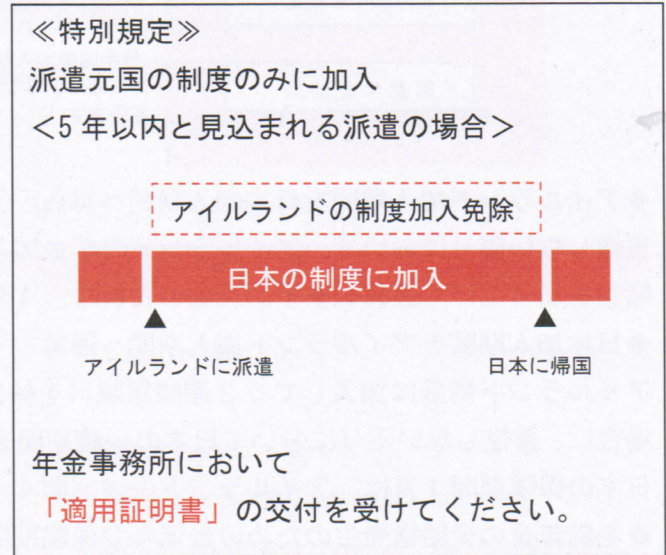 ≪特別規定≫
派遣元国の制度のみに加入
＜5年以内と見込まれる派遣の場合＞
アイルランドの制度加入免除
日本の制度に加入
▲ ▲
アイルランドに派遣 日本に帰国
年金事務所において
「適用証明書」の交付を受けてください。